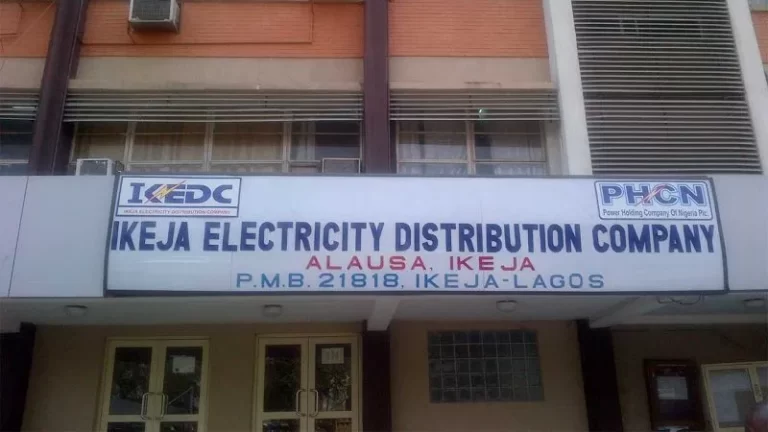 IKEDC
IKEJA ELECTRICITY DISTRIBUTION COMPANY
PHCN
Power Holding Company Of Nigeria Plc.
IKEJA ELECTRICITY DISTRIBUTION COMPANY
ALAUSA, IKEJA
P.M.B. 21818, IKEJA-LAGOS